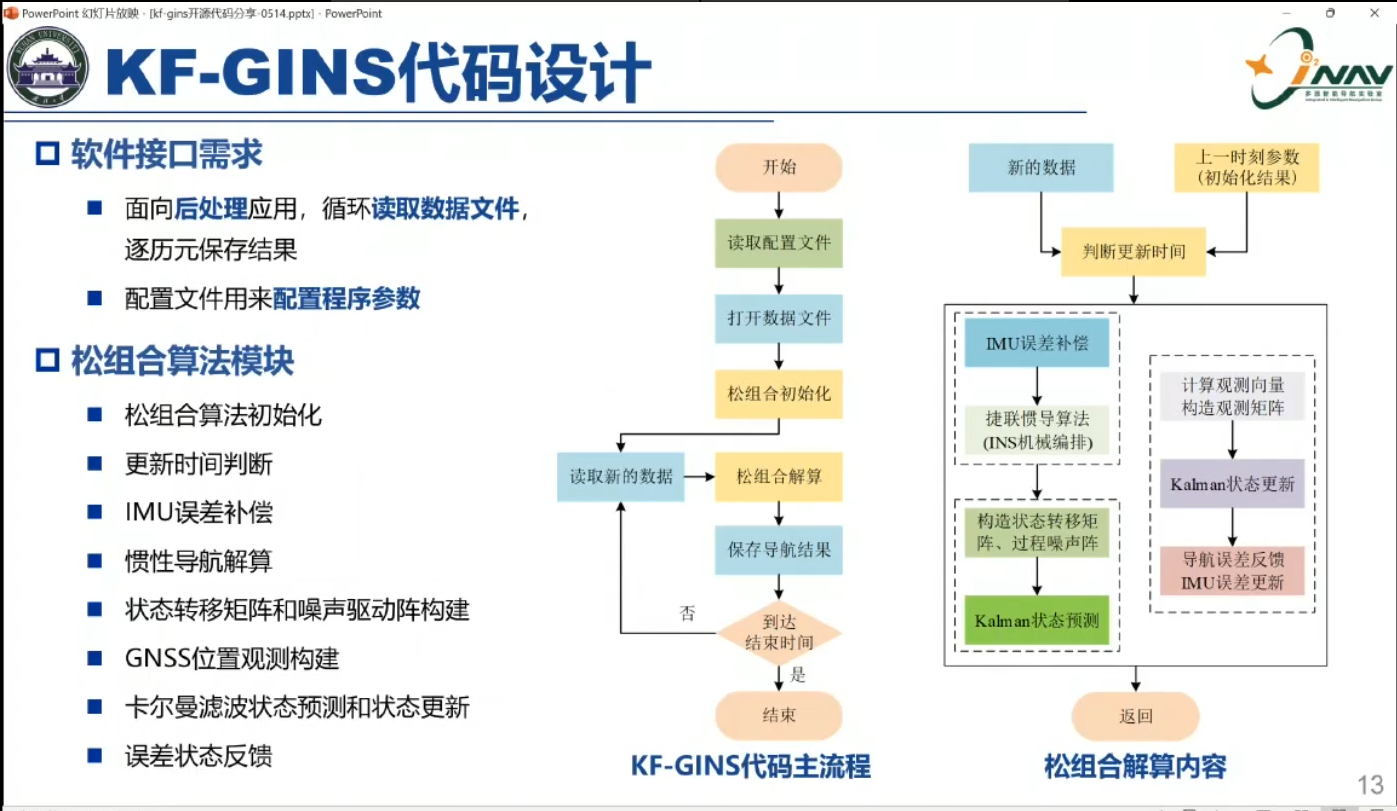 PowerPoint 幻灯片放映 - [kf-gins开源代码分享-0514.pptx] - PowerPoint
WUHAN UNIVERSITY
KF-GINS代码设计
i2NAV
多源智能导航实验室
Integrated & Intelligent Navigation Group
软件接口需求
面向后处理应用，循环读取数据文件，
逐历元保存结果
配置文件用来配置程序参数
松组合算法模块
松组合算法初始化
更新时间判断
IMU误差补偿
惯性导航解算
状态转移矩阵和噪声驱动阵构建
GNSS位置观测构建
卡尔曼滤波状态预测和状态更新
误差状态反馈
开始
读取配置文件
打开数据文件
松组合初始化
读取新的数据
松组合解算
保存导航结果
到达
结束时间
否
是
结束
KF-GINS代码主流程
新的数据
上一时刻参数
(初始化结果)
判断更新时间
IMU误差补偿
捷联惯导算法
(INS机械编排)
构造状态转移矩
阵、过程噪声阵
Kalman状态预测
计算观测向量
构造观测矩阵
Kalman状态更新
导航误差反馈
IMU误差更新
返回
松组合解算内容
13